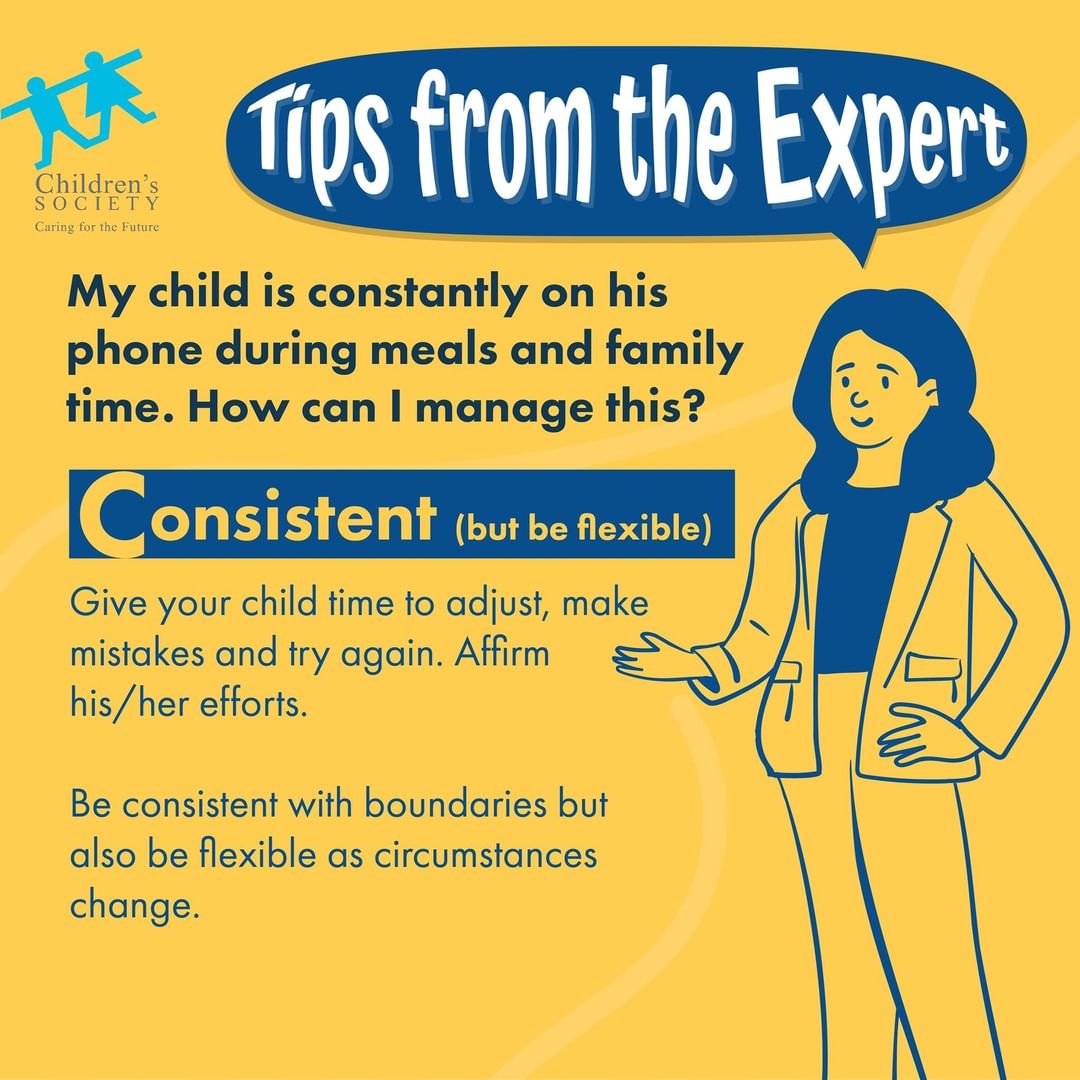 Children's
SOCIETY
Caring for the Future
Tips from the Expert
My child is constantly on his
phone during meals and family
time. How can I manage this?
Consistent (but be flexible)
Give your child time to adjust, make
mistakes and try again. Affirm
his/her efforts.
Be consistent with boundaries but
also be flexible as circumstances
change.